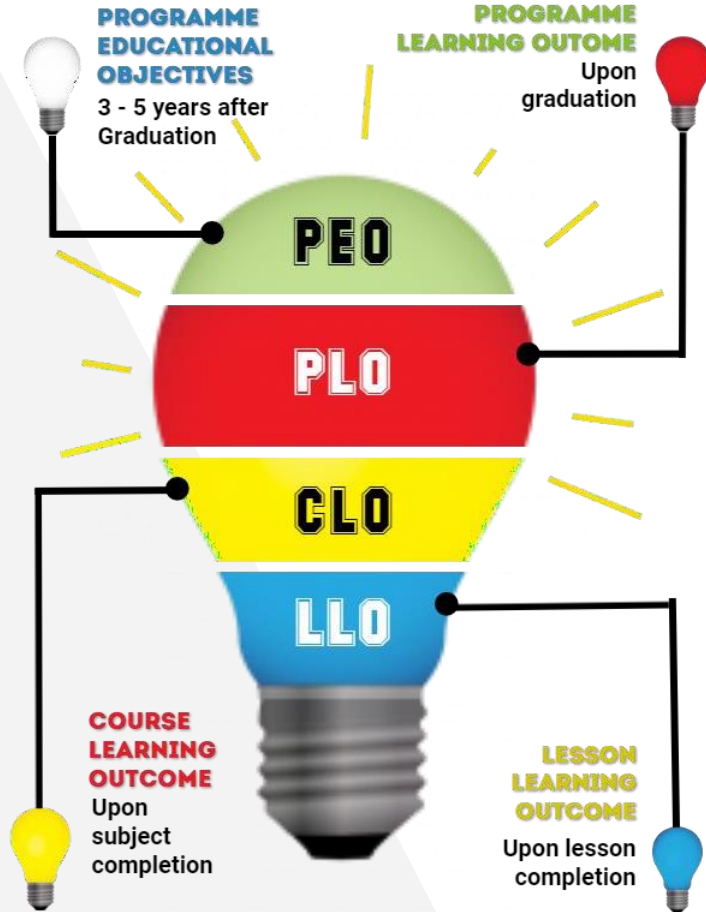 PROGRAMME
EDUCATIONAL
OBJECTIVES
3 - 5 years after
Graduation
PROGRAMME
LEARNING OUTOME
Upon
graduation
PEO
PLO
CLO
LLO
COURSE
LEARNING
OUTCOME
Upon
subject
completion
LESSON
LEARNING
OUTCOME
Upon lesson
completion